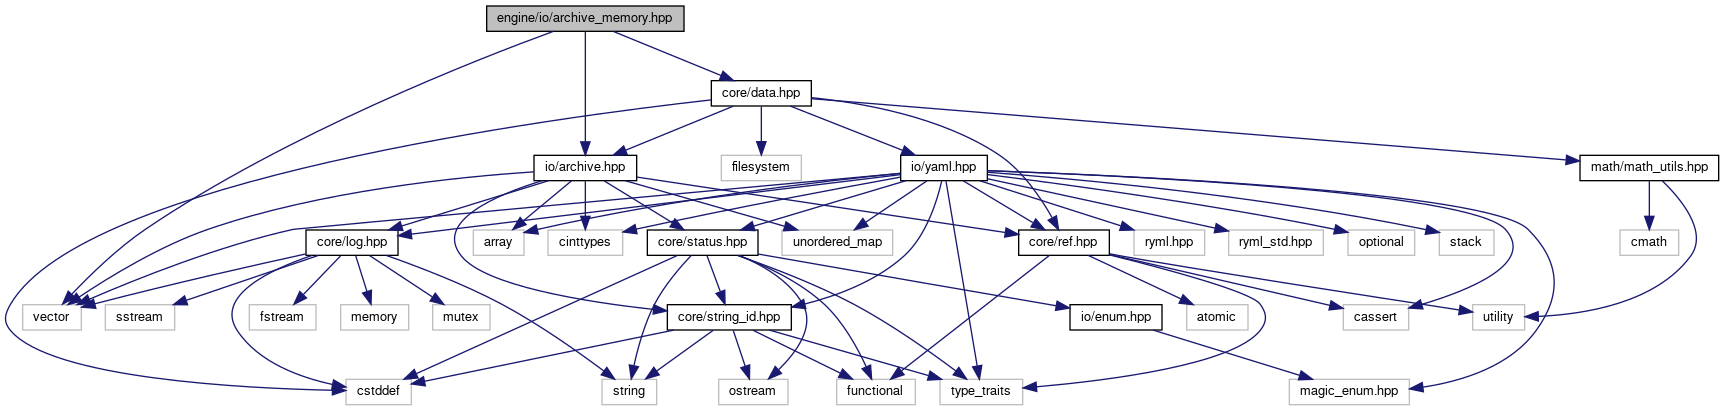 engine/io/archive_memory.hpp
core/data.hpp
io/archive.hpp
filesystem
io/yaml.hpp
math/math_utils.hpp
core/log.hpp
array
cinttypes
core/status.hpp
unordered_map
core/ref.hpp
ryml.hpp
ryml_std.hpp
optional
stack
cmath
vector
sstream
fstream
memory
mutex
core/string_id.hpp
io/enum.hpp
atomic
cassert
utility
cstddef
string
ostream
functional
type_traits
magic_enum.hpp